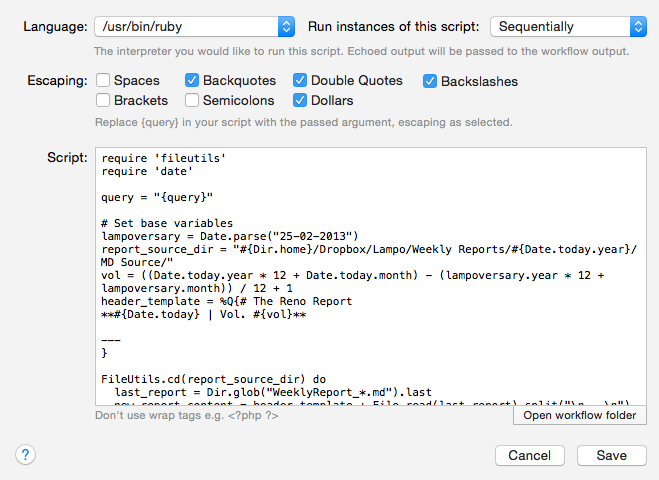 Language: /usr/bin/ruby Run instances of this script: Sequentially
The interpreter you would like to run this script. Echoed output will be passed to the workflow output.
Escaping: Spaces Backquotes Double Quotes Backslashes
Brackets Semicolons Dollars
Replace {query} in your script with the passed argument, escaping as selected.
Script: require 'fileutils'
require 'date'
query = "{query}"
# Set base variables
lampoversary = Date.parse("25-02-2013")
report_source_dir = "#{Dir.home}/Dropbox/Lampo/Weekly Reports/#{Date.today.year}/
MD Source/"
vol = ((Date.today.year * 12 + Date.today.month) - (lampoversary.year * 12 +
lampoversary.month)) / 12 + 1
header_template = %Q{# The Reno Report
**#{Date.today} | Vol. #{vol}**
---
}
FileUtils.cd(report_source_dir) do
last_report = Dir.glob("WeeklyReport_*.md").last
new_report_content = header_template + File.read(last_report).split("\n
Don't use wrap tags e.g. <?php ?> Open workflow folder
? Cancel Save